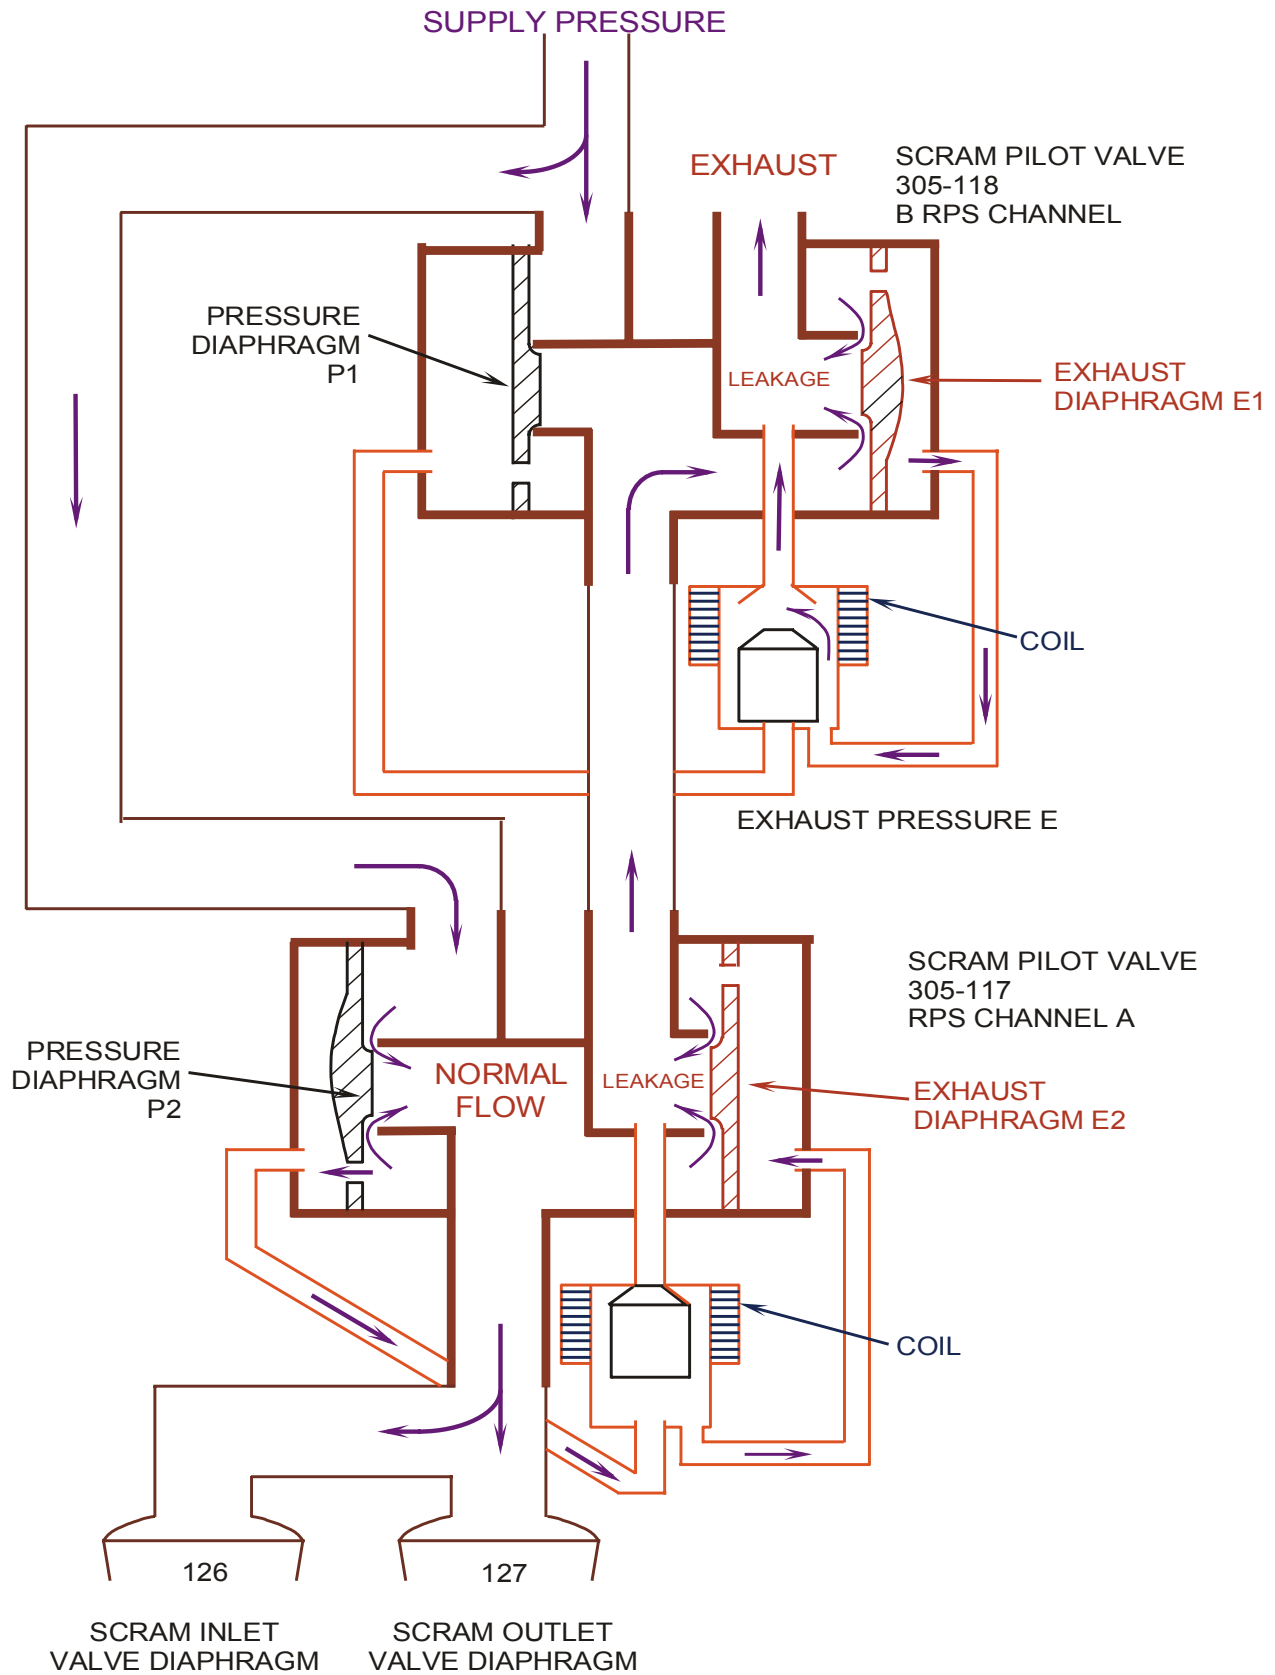 SUPPLY PRESSURE
EXHAUST
SCRAM PILOT VALVE
305-118
B RPS CHANNEL
PRESSURE
DIAPHRAGM
P1
LEAKAGE
EXHAUST
DIAPHRAGM E1
COIL
EXHAUST PRESSURE E
SCRAM PILOT VALVE
305-117
RPS CHANNEL A
PRESSURE
DIAPHRAGM
P2
NORMAL
FLOW
LEAKAGE
EXHAUST
DIAPHRAGM E2
COIL
126
127
SCRAM INLET
VALVE DIAPHRAGM
SCRAM OUTLET
VALVE DIAPHRAGM